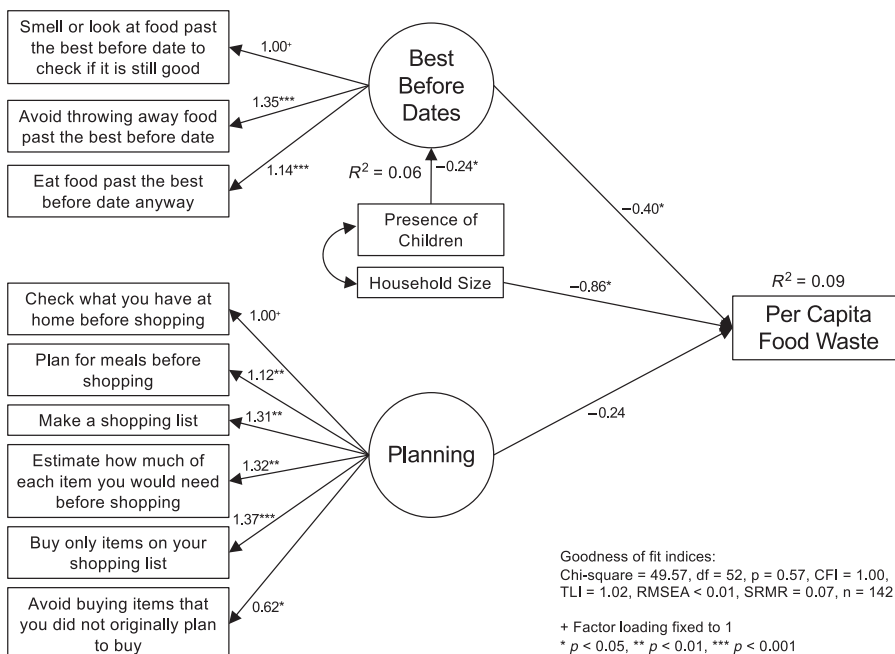 Smell or look at food past
the best before date to
check if it is still good
1.00⁺
Avoid throwing away food
past the best before date
1.35***
Eat food past the best
before date anyway
1.14***
Best
Before
Dates
R² = 0.06
−0.24*
Presence of
Children
Household Size
−0.40*
−0.86*
R² = 0.09
Per Capita
Food Waste
Check what you have at
home before shopping
1.00⁺
Plan for meals before
shopping
1.12**
Make a shopping list
1.31**
Estimate how much of
each item you would need
before shopping
1.32**
Buy only items on your
shopping list
1.37***
Avoid buying items that
you did not originally plan
to buy
0.62*
Planning
−0.24
Goodness of fit indices:
Chi-square = 49.57, df = 52, p = 0.57, CFI = 1.00,
TLI = 1.02, RMSEA < 0.01, SRMR = 0.07, n = 142
+ Factor loading fixed to 1
* p < 0.05, ** p < 0.01, *** p < 0.001